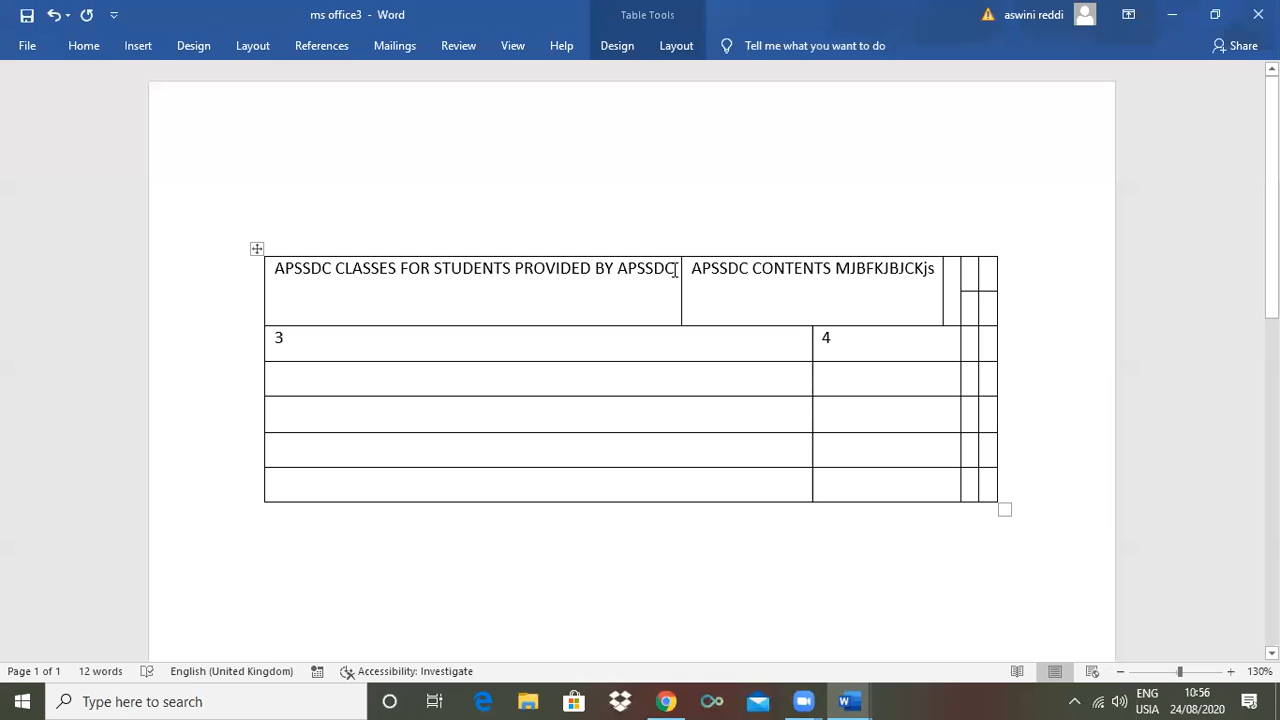 ms office3 - Word
Table Tools
aswini reddi
File
Home
Insert
Design
Layout
References
Mailings
Review
View
Help
Design
Layout
Tell me what you want to do
Share
APSSDC CLASSES FOR STUDENTS PROVIDED BY APSSDC
APSSDC CONTENTS MJBFKJBJCKjs
3
4
Page 1 of 1
12 words
English (United Kingdom)
Accessibility: Investigate
130%
Type here to search
ENG
USIA
10:56
24/08/2020